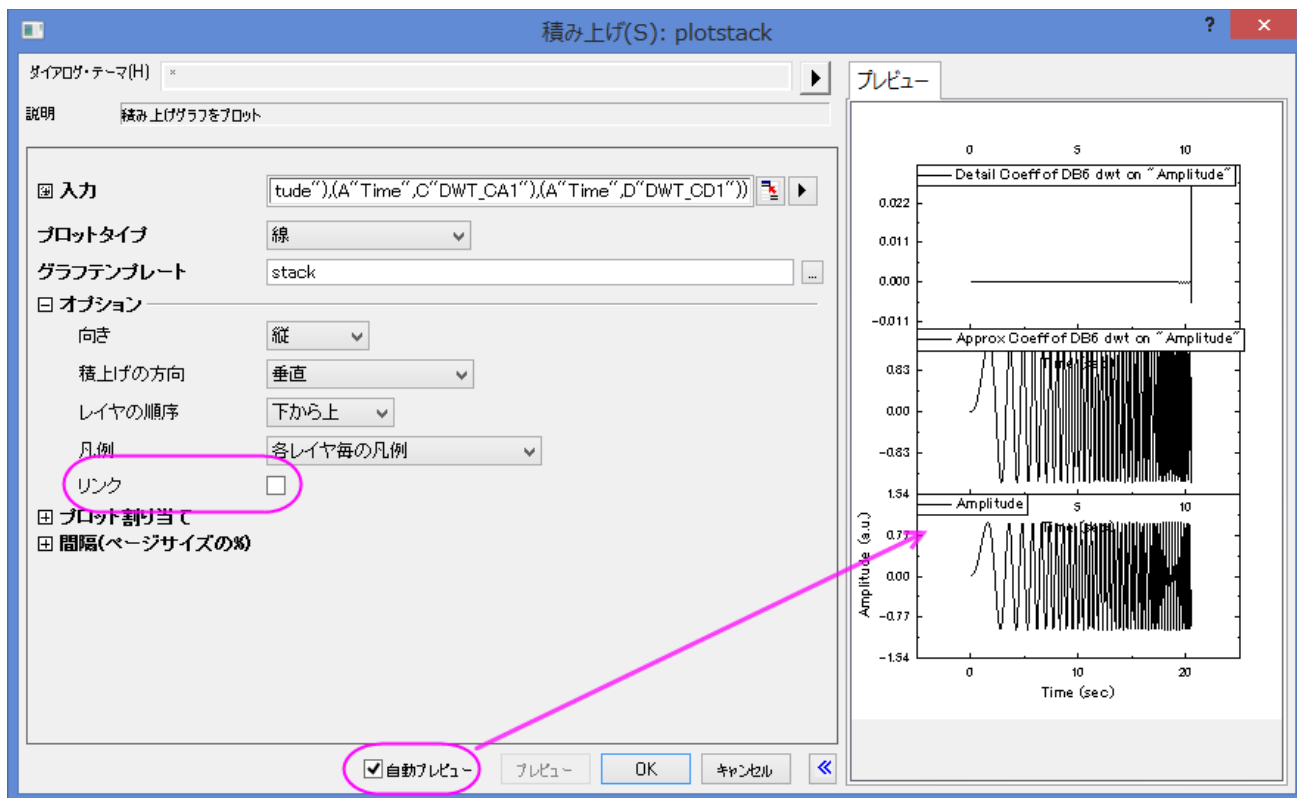 積み上げ(S): plotstack
?
×
ダイアログ・テーマ(H) *
説明 積み上げグラフをプロット
入力 tude"),(A"Time",C"DWT_CA1"),(A"Time",D"DWT_CD1"))
プロットタイプ 線
グラフテンプレート stack ...
オプション
向き 縦
積上げの方向 垂直
レイヤの順序 下から上
凡例 各レイヤ毎の凡例
リンク
プロット割り当て
間隔(ページサイズの%)
自動プレビュー プレビュー OK キャンセル
プレビュー
0 5 10
Detail Coeff of DB6 dwt on "Amplitude"
0.022
0.011
0.000
-0.011
Approx Coeff of DB6 dwt on "Amplitude"
0.83
0.00
-0.83
Amplitude 5 10
1.54
0.77
0.00
-0.77
-1.54
Amplitude (a.u.)
0 10 20
Time (sec)